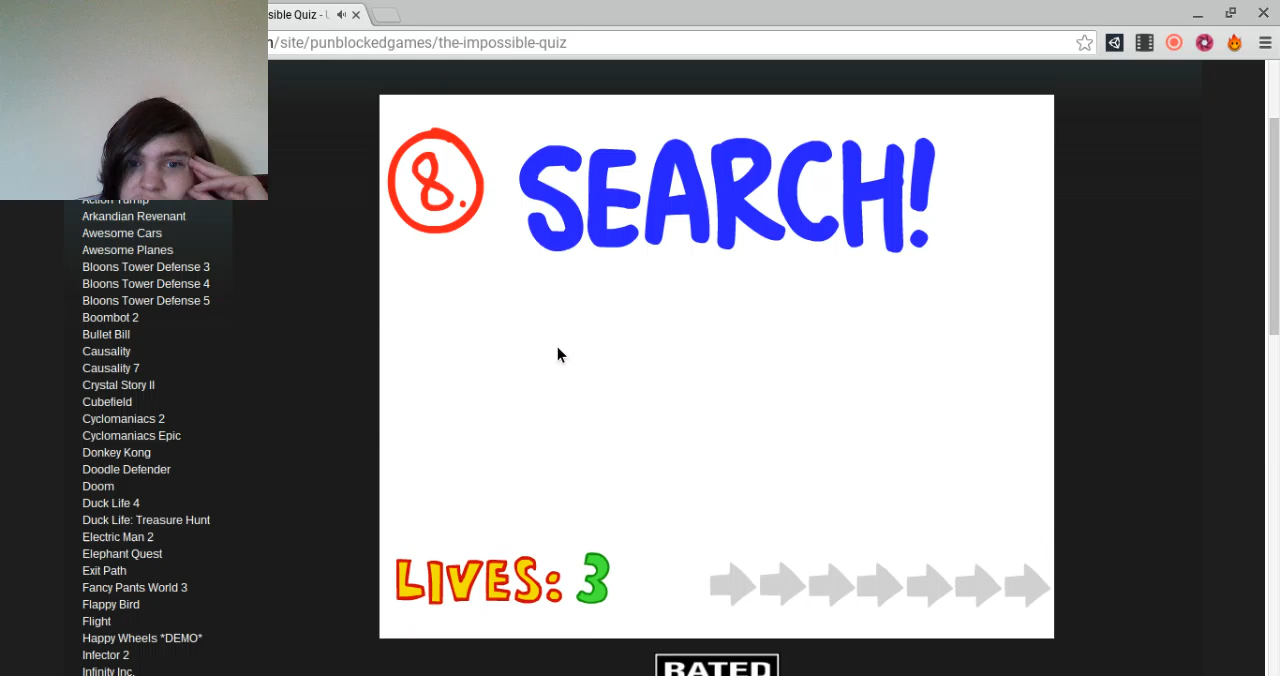 sible Quiz - U
n/site/punblockedgames/the-impossible-quiz
8. SEARCH!
Action Turnip
Arkandian Revenant
Awesome Cars
Awesome Planes
Bloons Tower Defense 3
Bloons Tower Defense 4
Bloons Tower Defense 5
Boombot 2
Bullet Bill
Causality
Causality 7
Crystal Story II
Cubefield
Cyclomaniacs 2
Cyclomaniacs Epic
Donkey Kong
Doodle Defender
Doom
Duck Life 4
Duck Life: Treasure Hunt
Electric Man 2
Elephant Quest
Exit Path
Fancy Pants World 3
Flappy Bird
Flight
Happy Wheels *DEMO*
Infector 2
Infinity Inc.
LIVES: 3
RATED